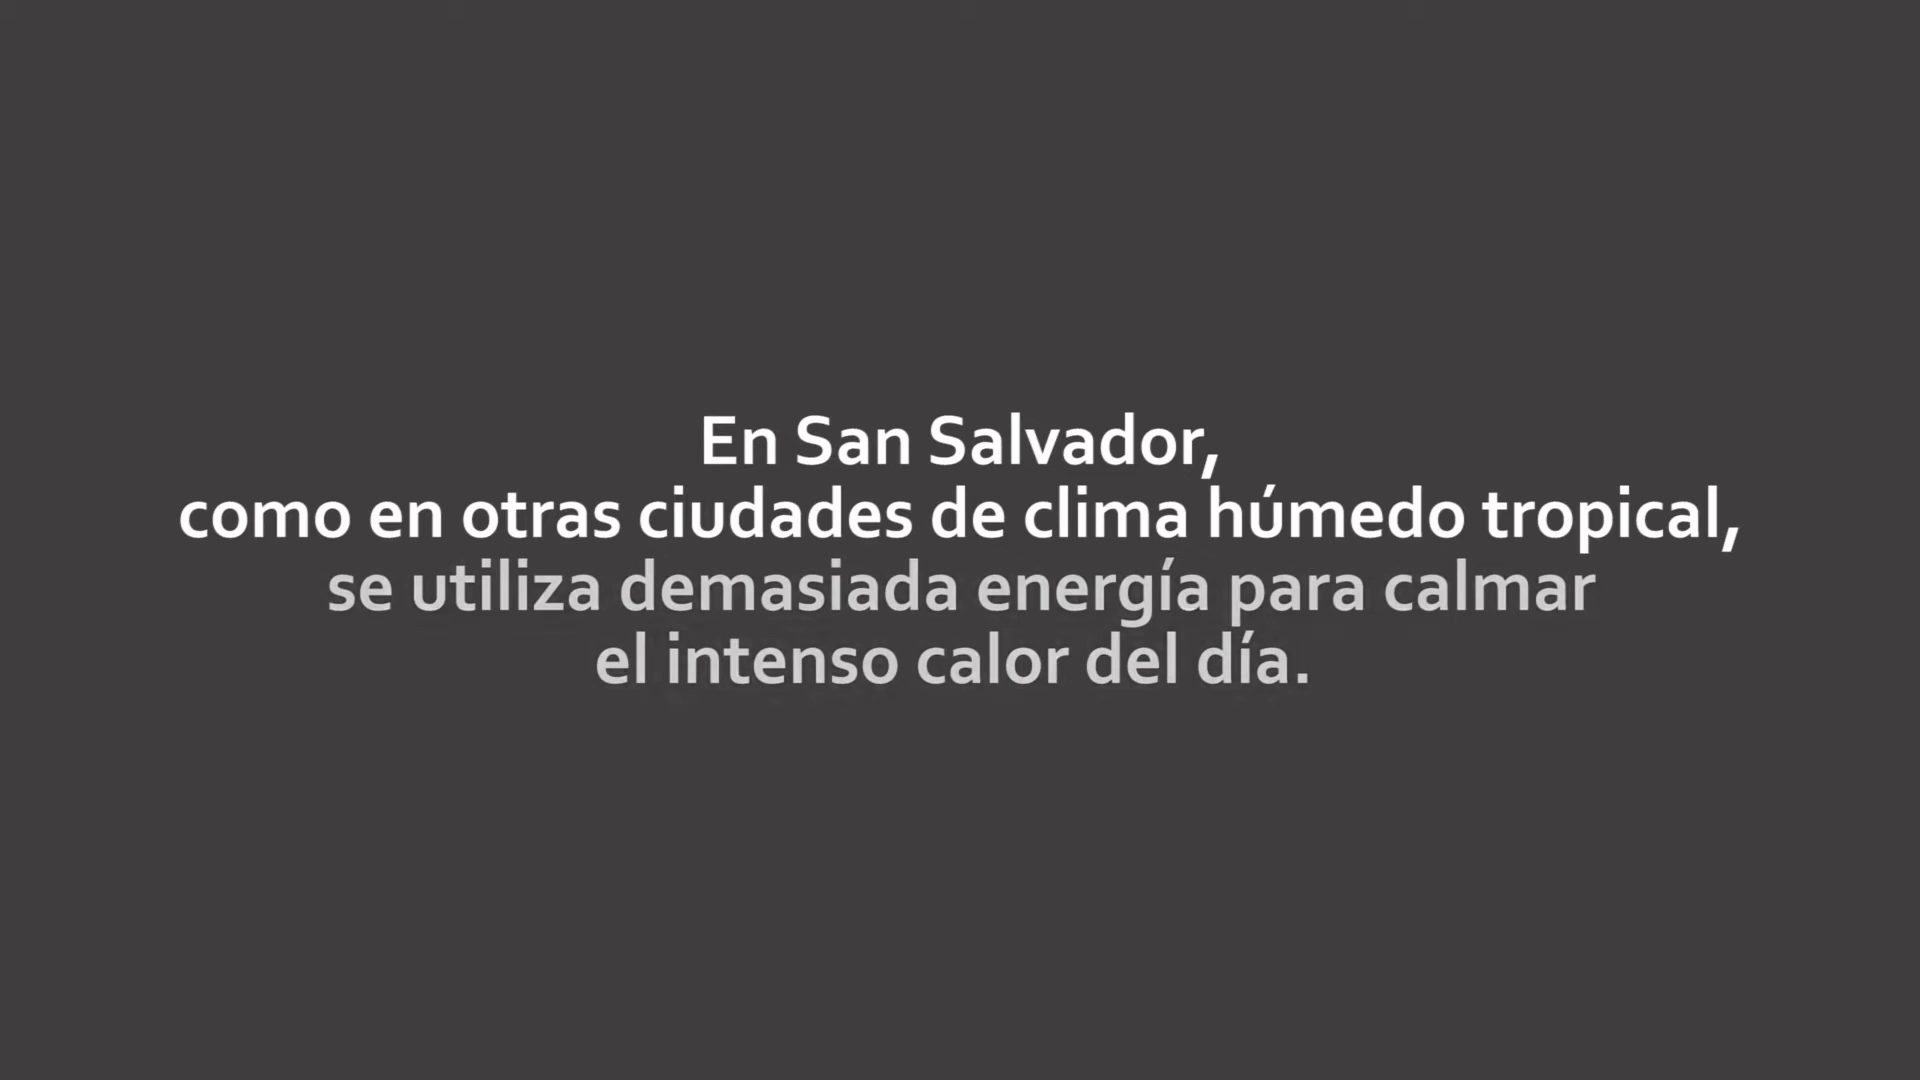 En San Salvador,
como en otras ciudades de clima húmedo tropical,
se utiliza demasiada energía para calmar
el intenso calor del día.